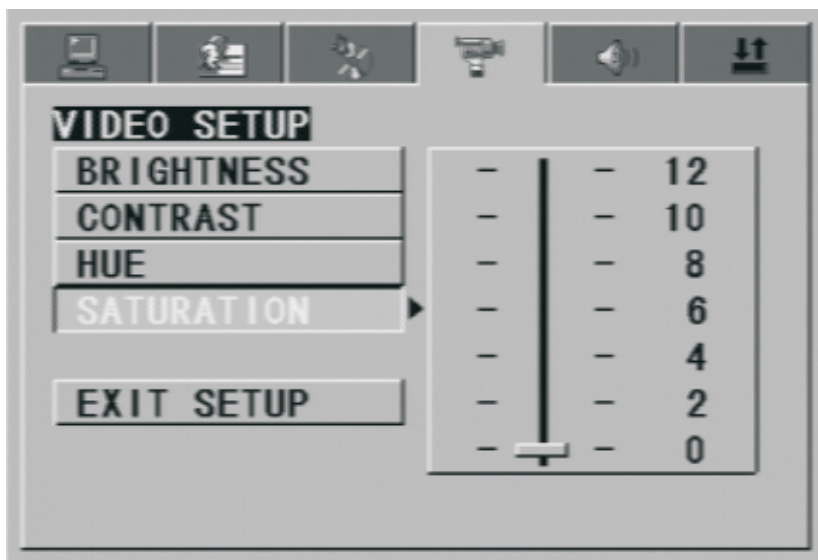 VIDEO SETUP
BRIGHTNESS
CONTRAST
HUE
SATURATION
EXIT SETUP
12
10
8
6
4
2
0